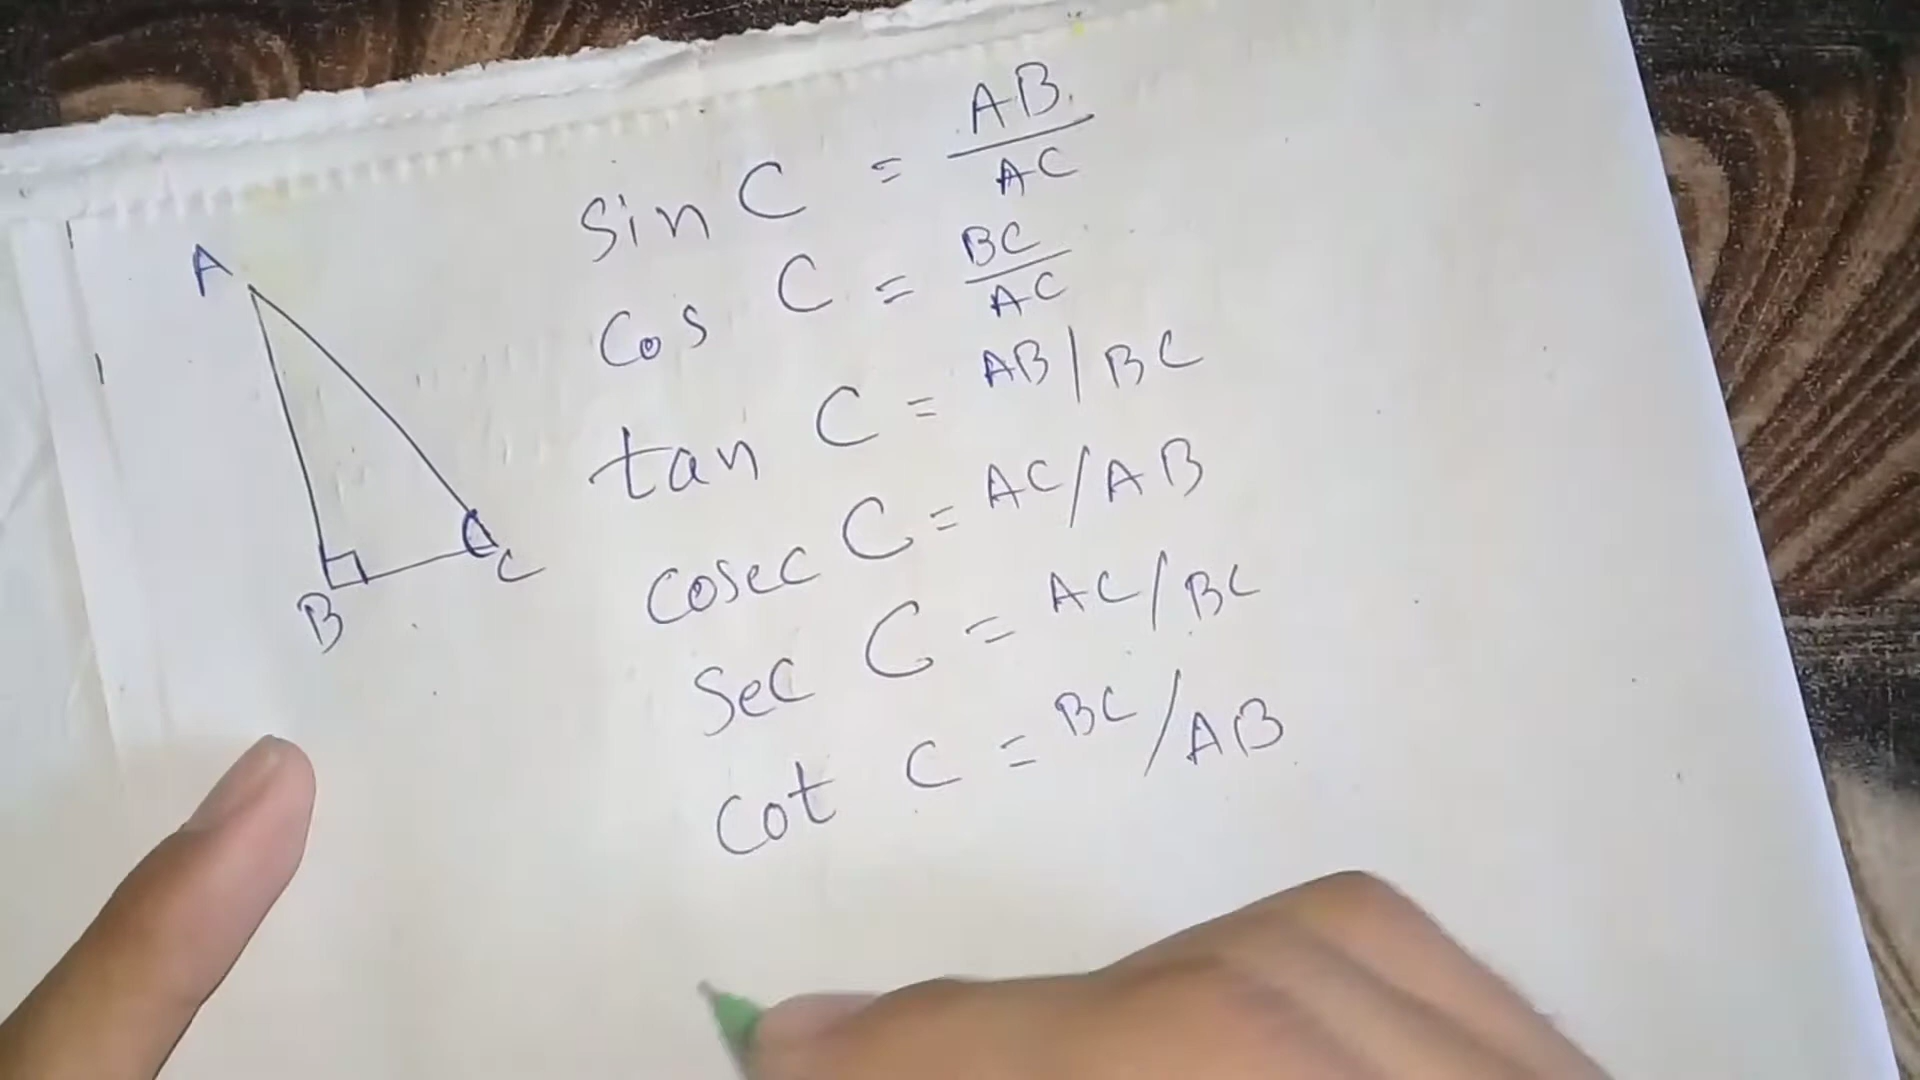 A
B
C
sin C = AB/AC
cos C = BC/AC
tan C = AB/BC
cosec C = AC/AB
sec C = AC/BC
cot C = BC/AB